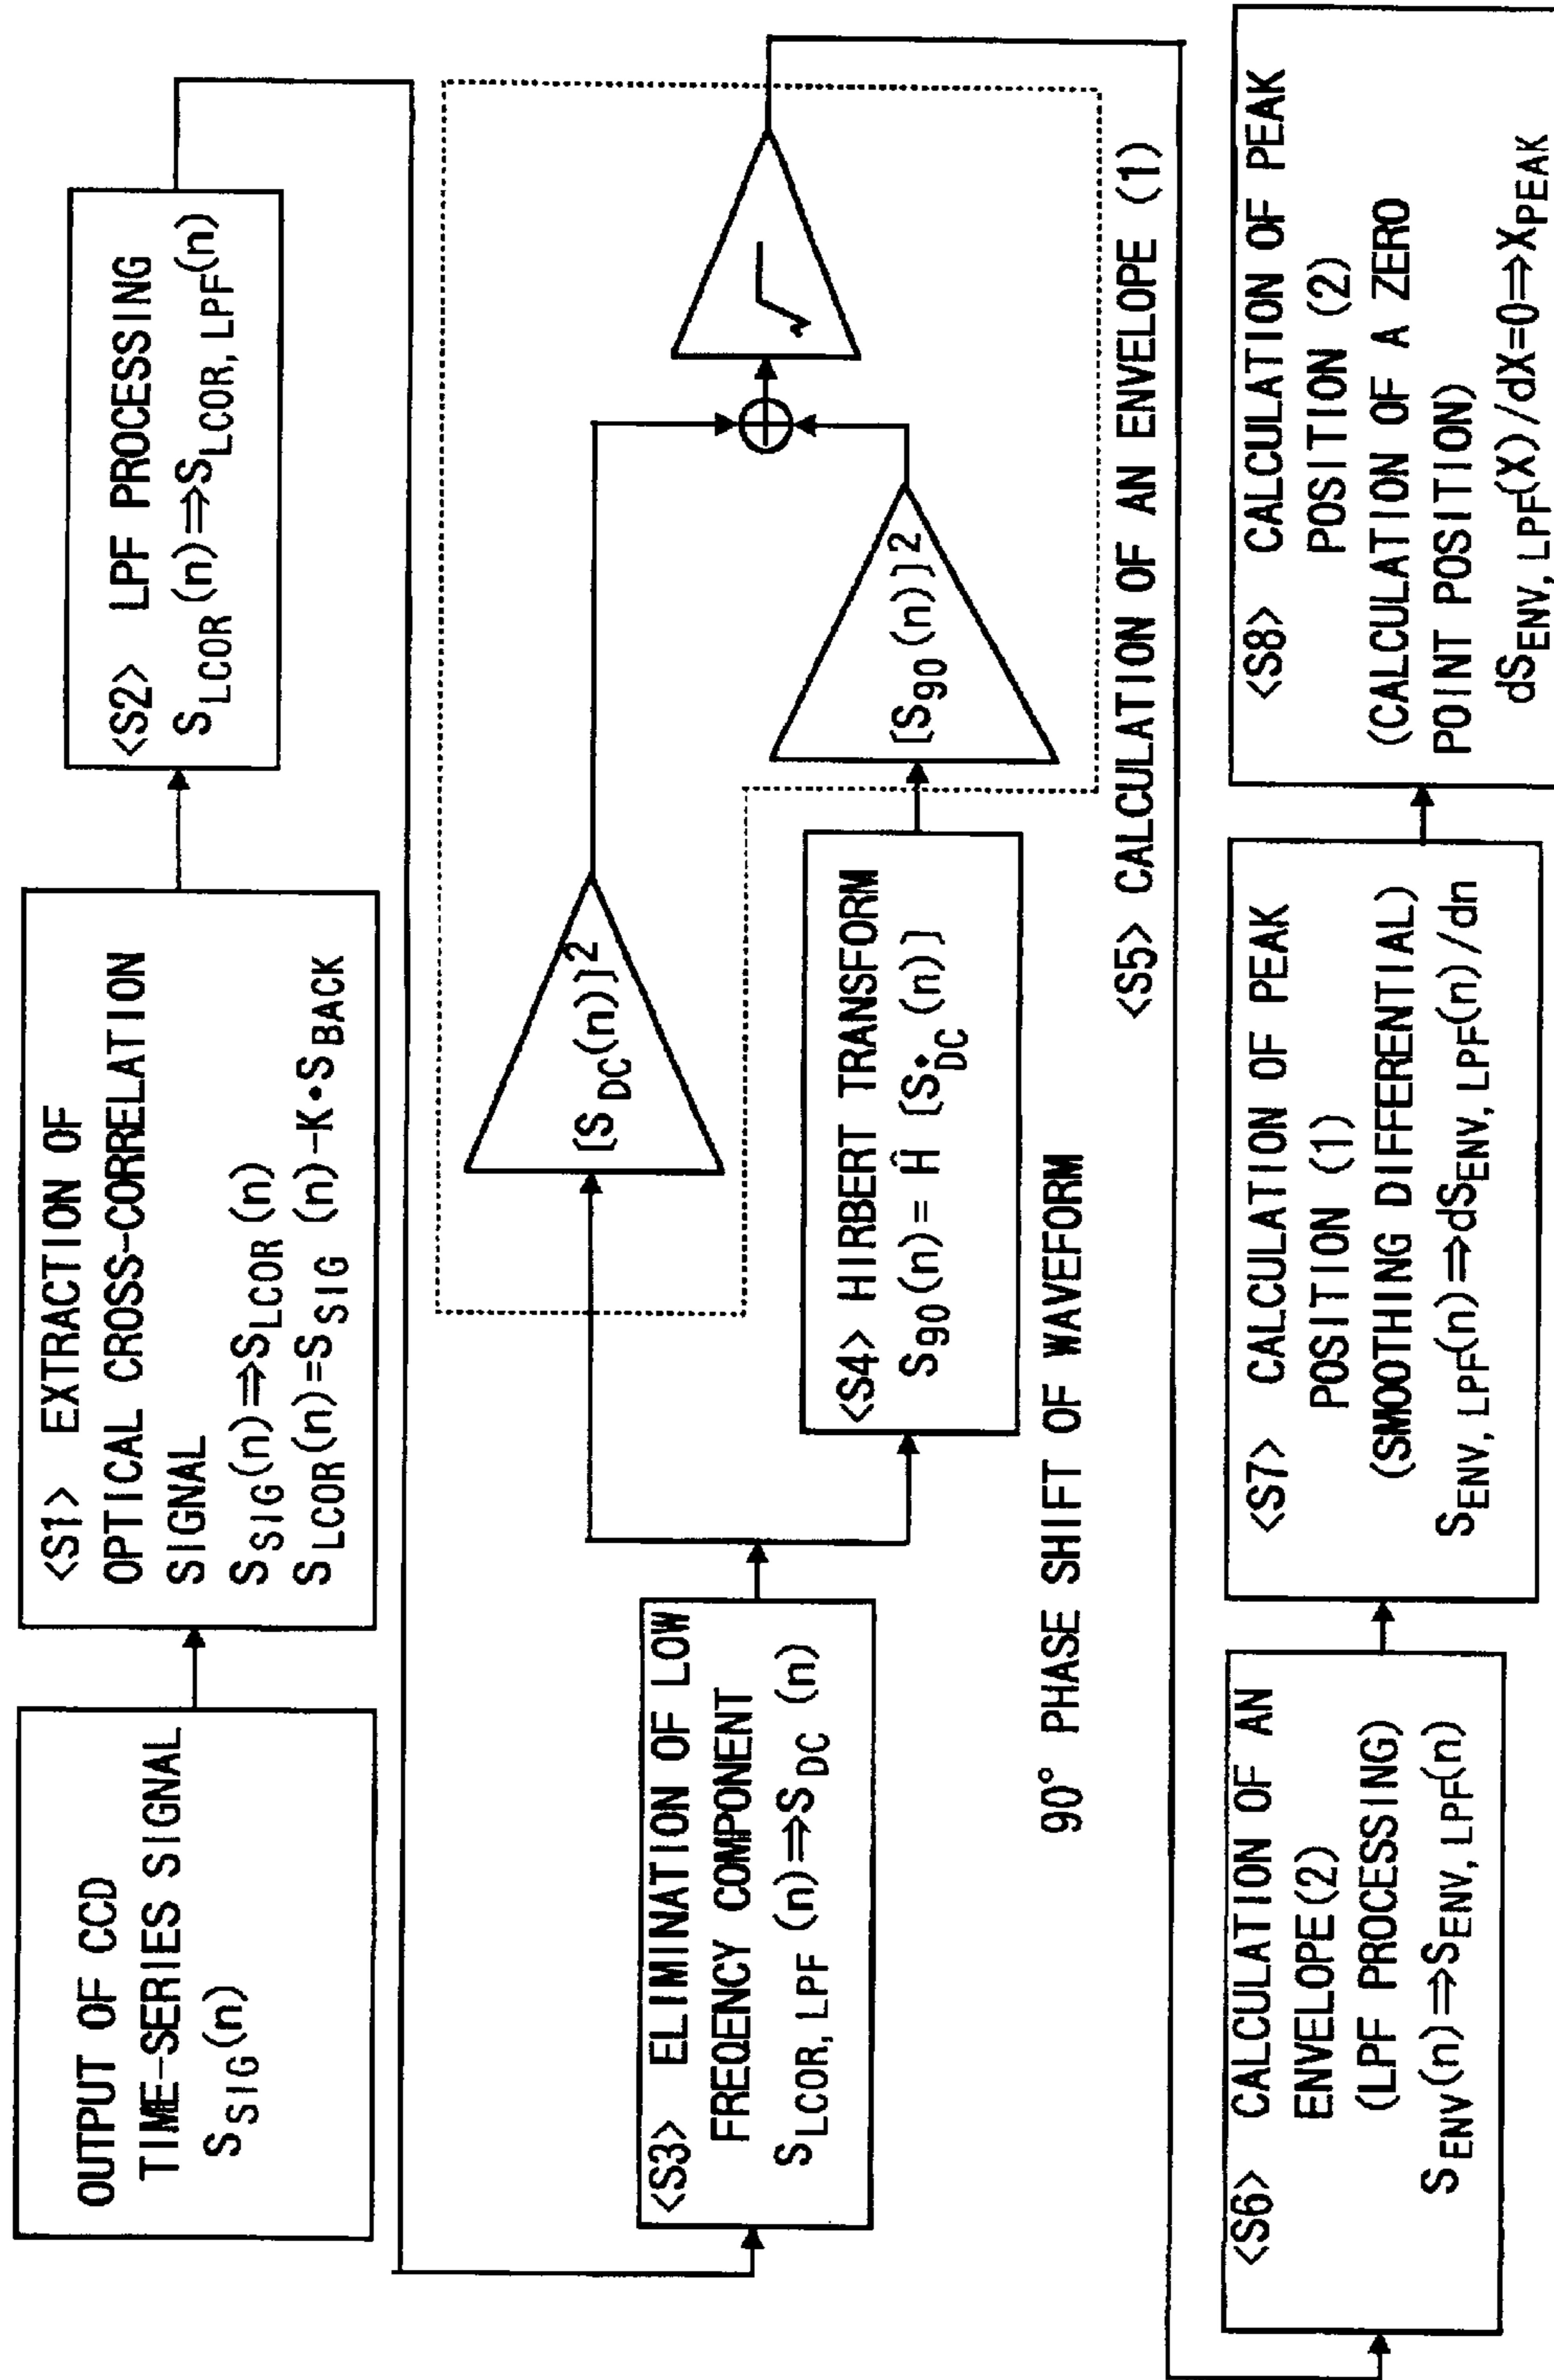 OUTPUT OF CCD
TIME-SERIES SIGNAL
S_SIG(n)
<S1> EXTRACTION OF
OPTICAL CROSS-CORRELATION
SIGNAL
S_SIG(n)⇒S_LCOR(n)
S_LCOR(n)=S_SIG(n)-K•S_BACK
<S2> LPF PROCESSING
S_LCOR(n)⇒S_LCOR, LPF(n)
<S3> ELIMINATION OF LOW
FREQENCY COMPONENT
S_LCOR, LPF(n)⇒S_DC(n)
[S_DC(n)]²
<S4> HIRBERT TRANSFORM
S_90(n)= Ĥ [S•_DC(n)]
90° PHASE SHIFT OF WAVEFORM
[S_90(n)]²
√
<S5> CALCULATION OF AN ENVELOPE (1)
<S6> CALCULATION OF AN
ENVELOPE(2)
(LPF PROCESSING)
S_ENV(n)⇒S_ENV, LPF(n)
<S7> CALCULATION OF PEAK
POSITION (1)
(SMOOTHING DIFFERENTIAL)
S_ENV, LPF(n)⇒dS_ENV, LPF(n)/dn
<S8> CALCULATION OF PEAK
POSITION (2)
(CALCULATION OF A ZERO
POINT POSITION)
dS_ENV, LPF(X)/dX=0⇒X_PEAK